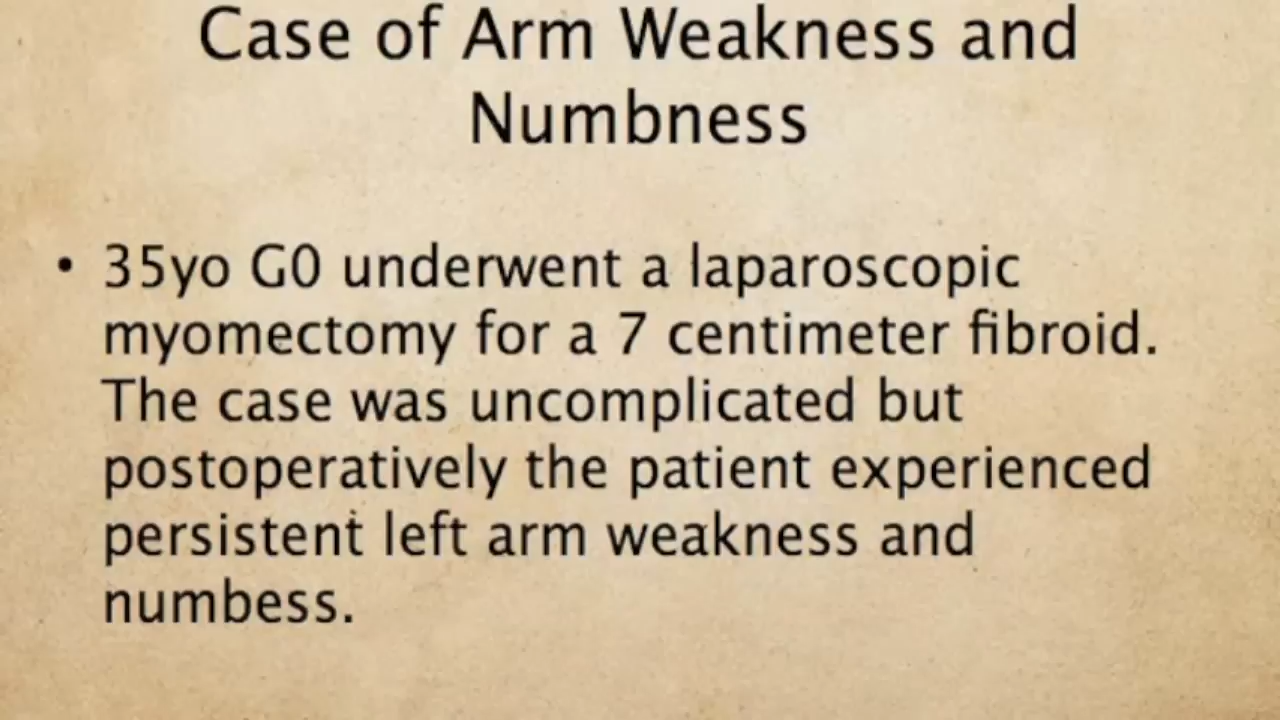 Case of Arm Weakness and
Numbness
• 35yo G0 underwent a laparoscopic
myomectomy for a 7 centimeter fibroid.
The case was uncomplicated but
postoperatively the patient experienced
persistent left arm weakness and
numbess.